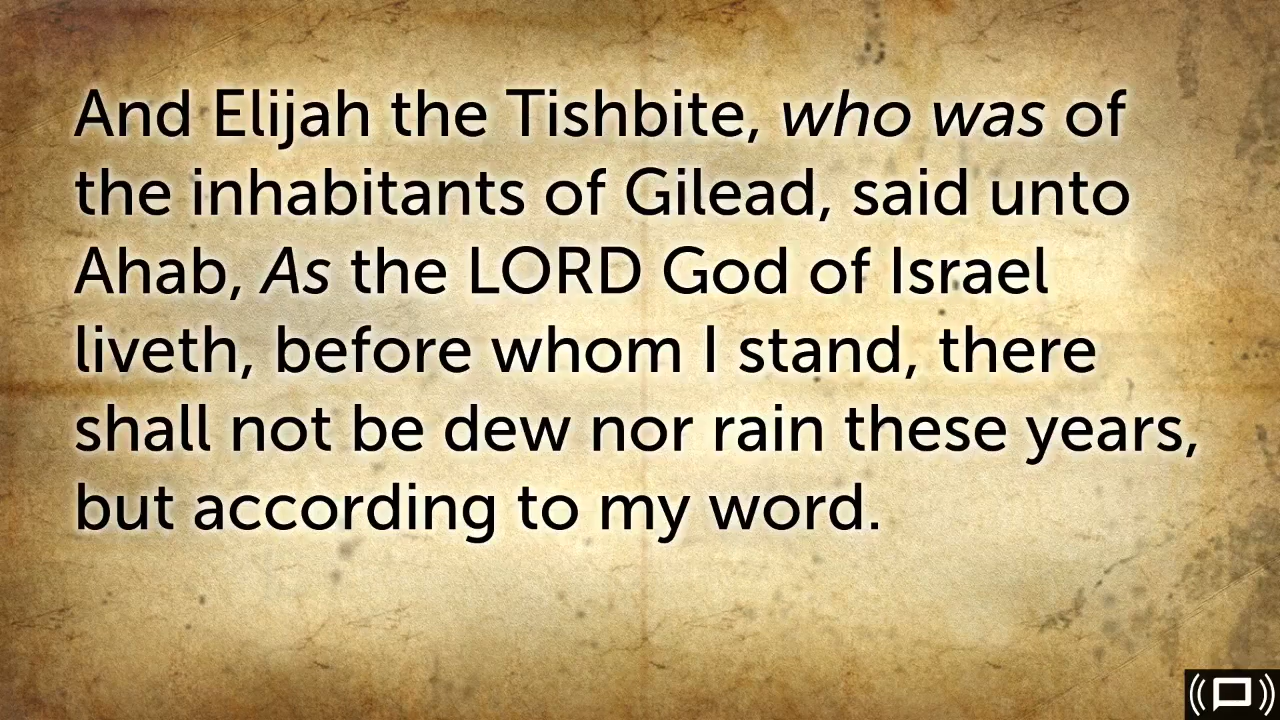 And Elijah the Tishbite, who was of
the inhabitants of Gilead, said unto
Ahab, As the LORD God of Israel
liveth, before whom I stand, there
shall not be dew nor rain these years,
but according to my word.